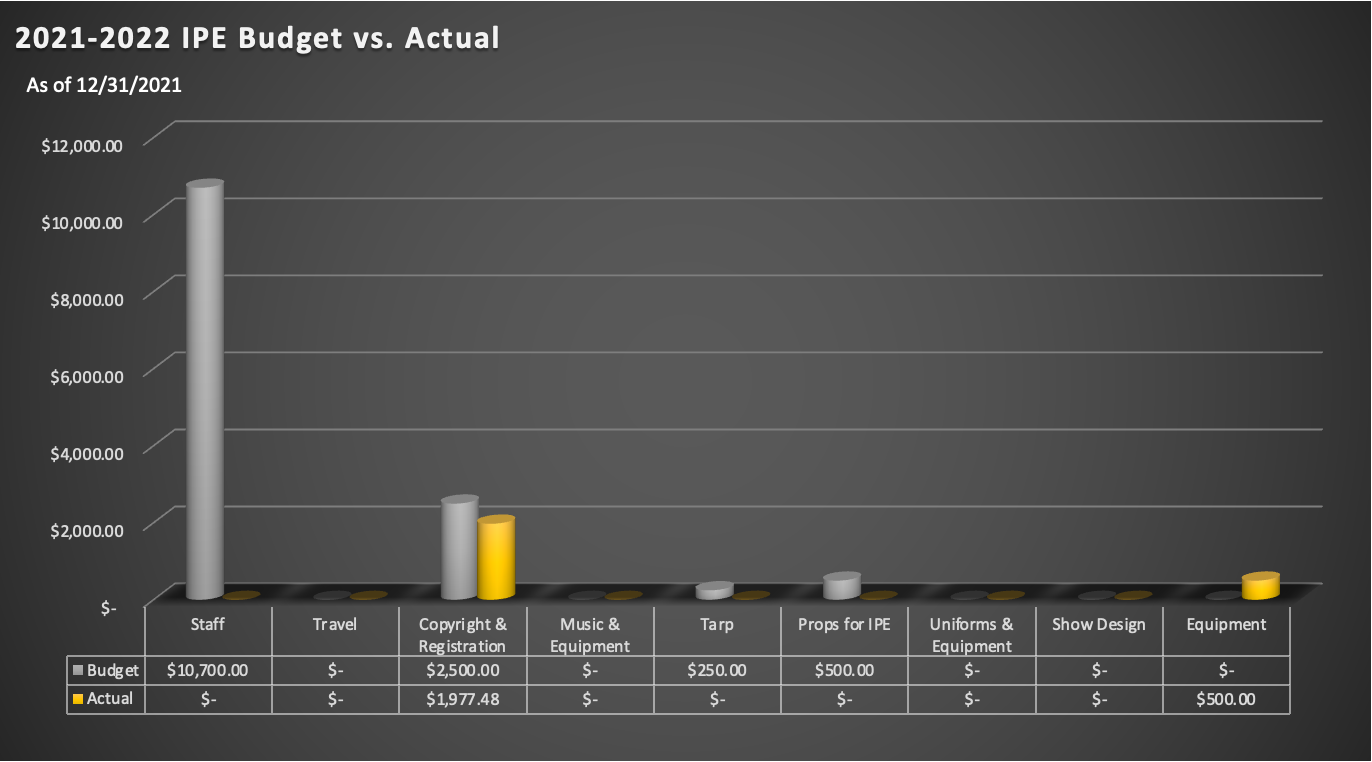 2021-2022 IPE Budget vs. Actual
As of 12/31/2021
$12,000.00
$10,000.00
$8,000.00
$6,000.00
$4,000.00
$2,000.00
$-
Staff Travel Copyright & Music & Tarp Props for IPE Uniforms & Show Design Equipment
Registration Equipment Equipment
Budget $10,700.00 $- $2,500.00 $- $250.00 $500.00 $- $- $-
Actual $- $- $1,977.48 $- $- $- $- $- $500.00